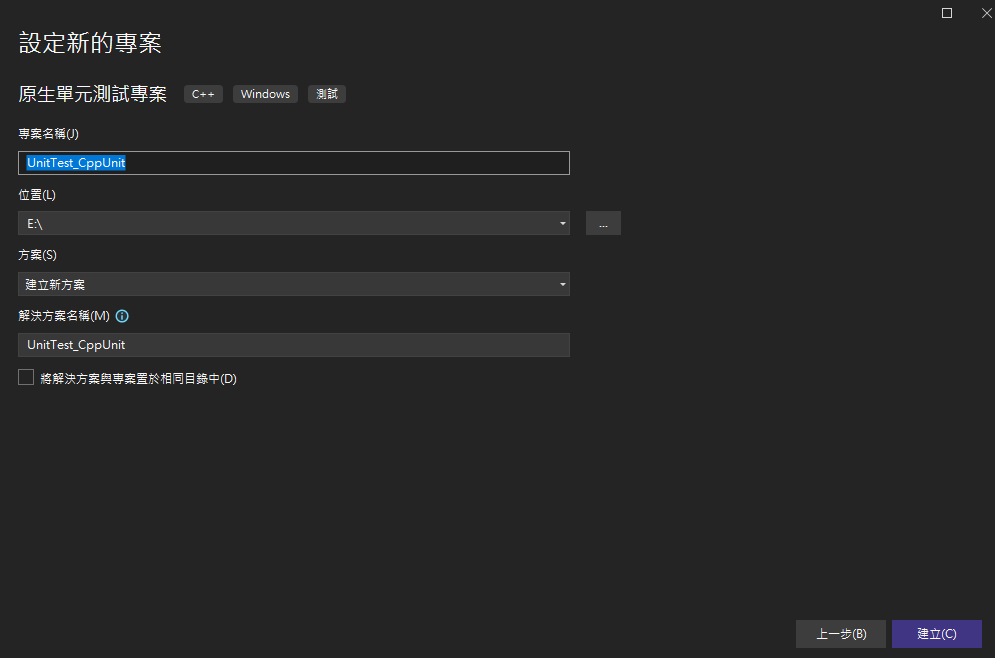 設定新的專案
原生單元測試專案 C++ Windows 測試
專案名稱(J)
UnitTest_CppUnit
位置(L)
E:\
...
方案(S)
建立新方案
解決方案名稱(M)
UnitTest_CppUnit
將解決方案與專案置於相同目錄中(D)
上一步(B) 建立(C)